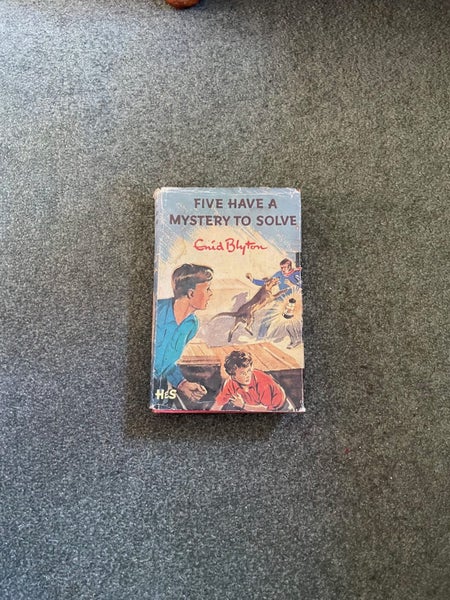 FIVE HAVE A
MYSTERY TO SOLVE
Enid Blyton
H&S